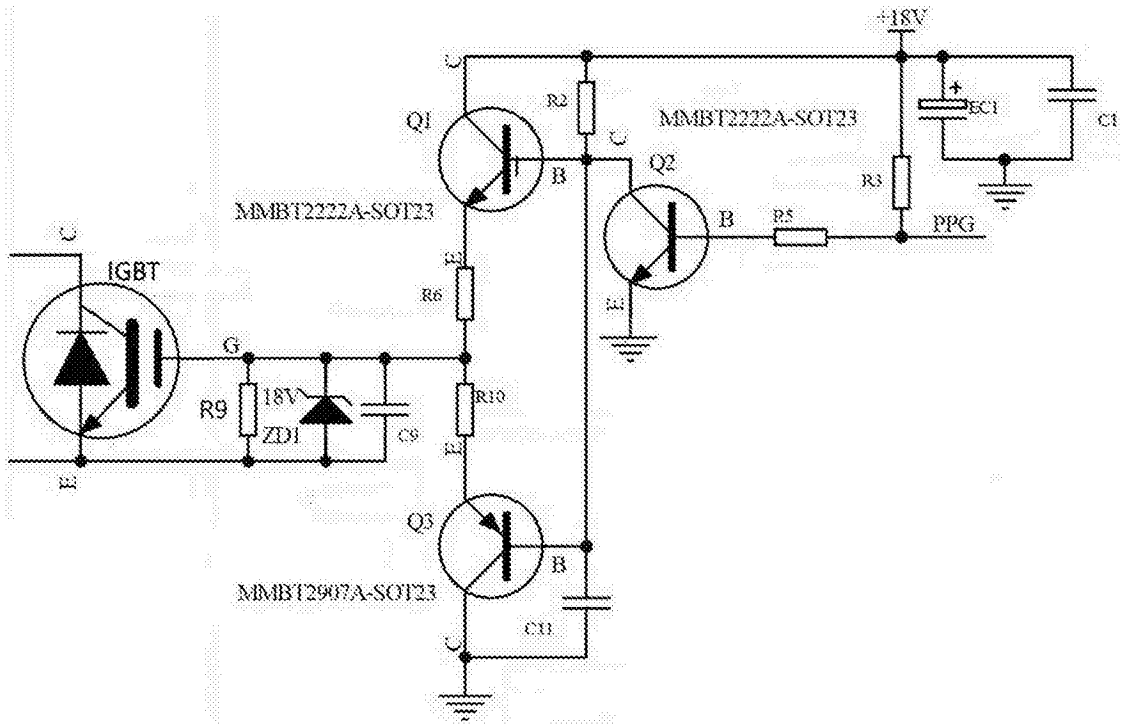 +18V
C
R2
MMBT2222A-SOT23
+
EC1
C1
Q1
C
Q2
B
R3
MMBT2222A-SOT23
B
R5
PPG
C
IGBT
E
R6
E
G
R9
18V
ZD1
C9
R10
E
E
Q3
B
MMBT2907A-SOT23
C11
C